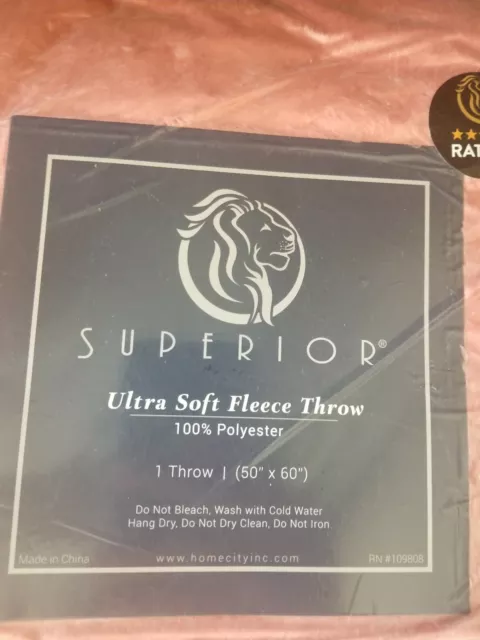 RAT
SUPERIOR®
Ultra Soft Fleece Throw
100% Polyester
1 Throw | (50" x 60")
Do Not Bleach, Wash with Cold Water
Hang Dry, Do Not Dry Clean, Do Not Iron
Made in China www.homecityinc.com RN #109808